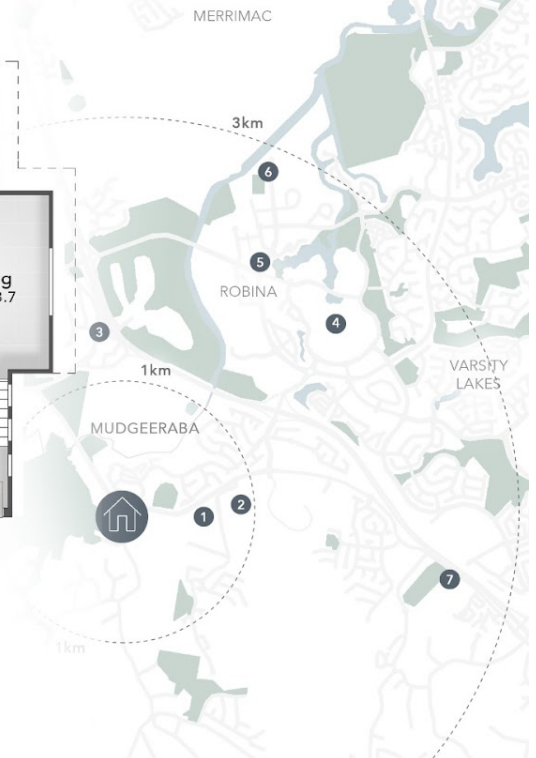 MERRIMAC
3km
6
5
ROBINA
4
3
1km
VARSITY
LAKES
MUDGEERABA
2
1
7
1km